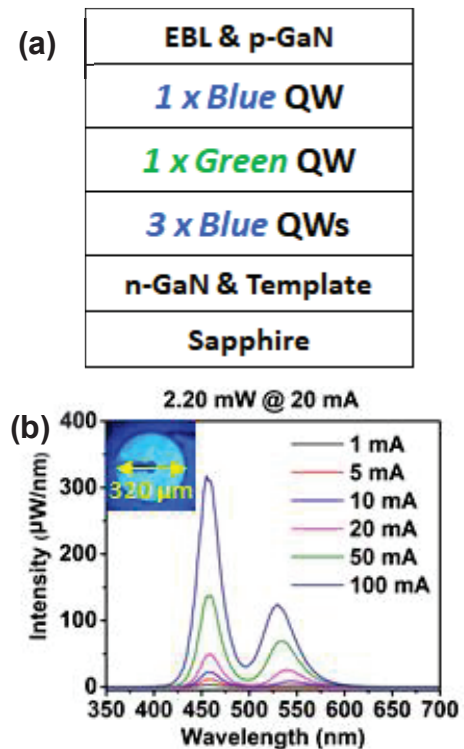 (a)
EBL & p-GaN
1 x Blue QW
1 x Green QW
3 x Blue QWs
n-GaN & Template
Sapphire
(b)
2.20 mW @ 20 mA
400
300
200
100
0
Intensity (µW/nm)
320 µm
1 mA
5 mA
10 mA
20 mA
50 mA
100 mA
350 400 450 500 550 600 650 700
Wavelength (nm)